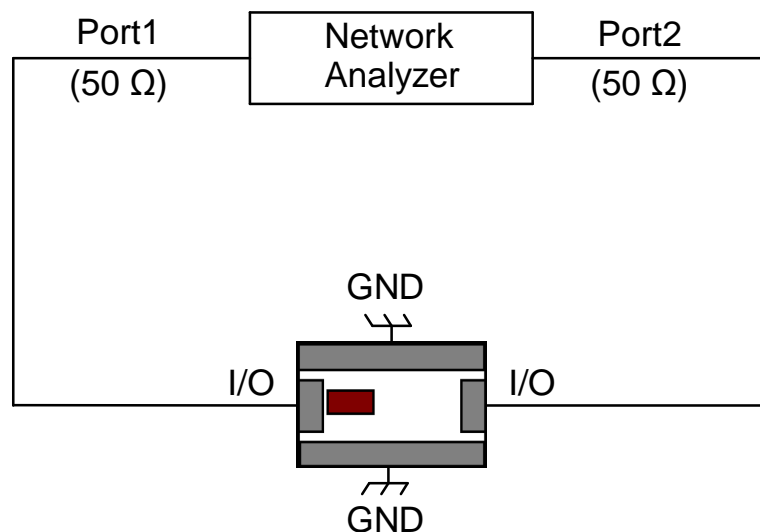 Port1
(50 Ω)
Network
Analyzer
Port2
(50 Ω)
GND
I/O
I/O
GND